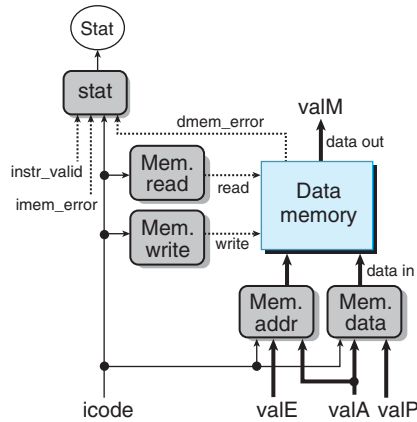 Stat
stat
valM
dmem_error
data out
instr_valid
imem_error
Mem.
read
read
Data
memory
Mem.
write
write
data in
Mem.
addr
Mem.
data
icode
valE
valA
valP